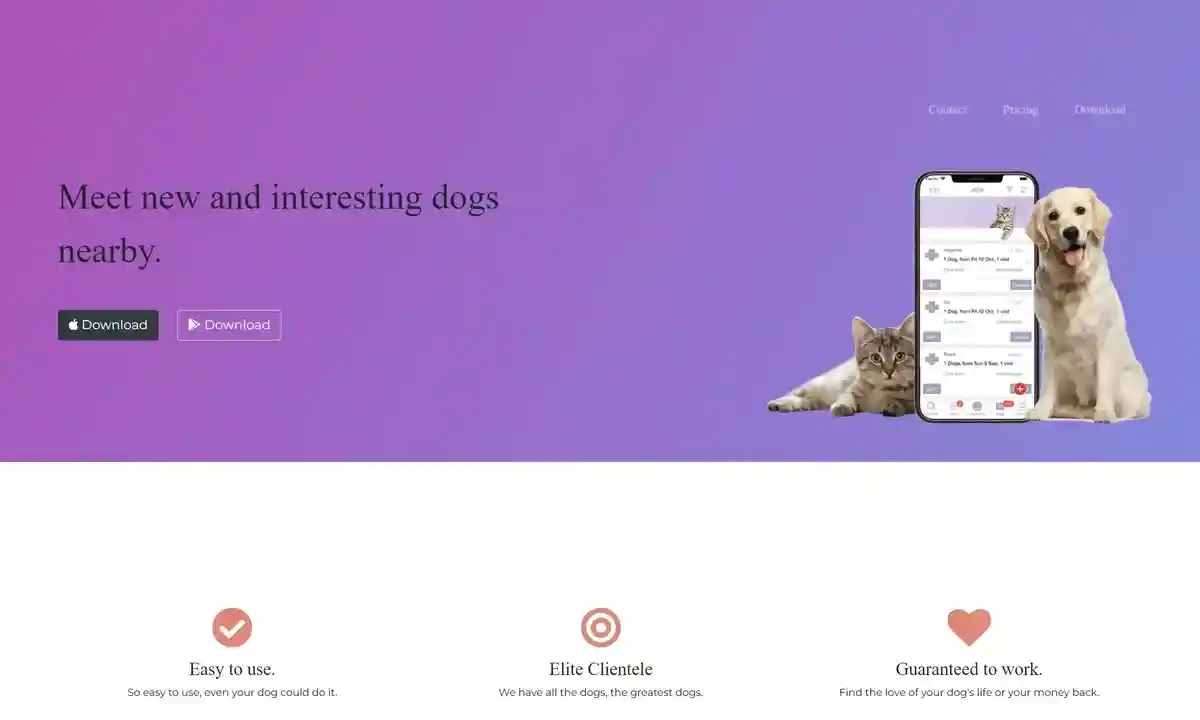 Contact Pricing Download
Meet new and interesting dogs
nearby.
Download Download
1 Dog, from Fri 12 Oct, 1 visit
1 Dog, from Fri 12 Oct, 1 visit
1 Dogs, from Sun 2 Sep, 1 visit
Easy to use. Elite Clientele Guaranteed to work.
So easy to use, even your dog could do it. We have all the dogs, the greatest dogs. Find the love of your dog's life or your money back.